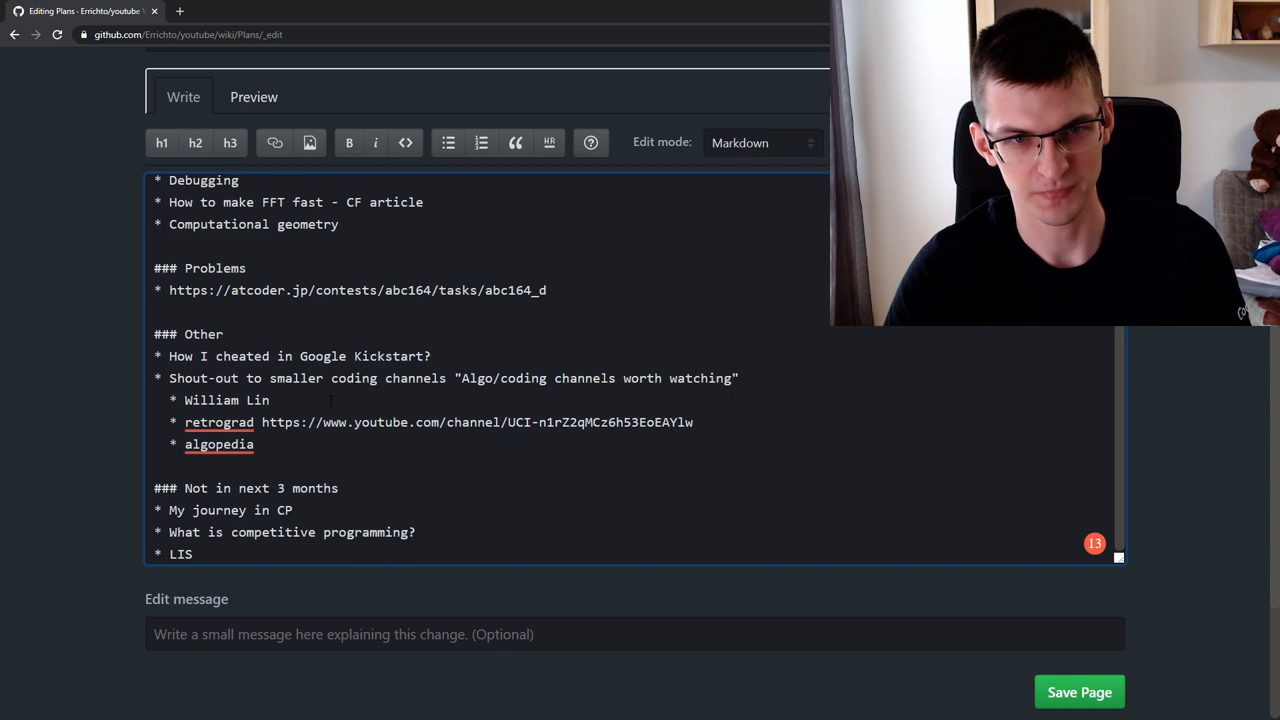 Editing Plans · Errichto/youtube
github.com/Errichto/youtube/wiki/Plans/_edit
Write Preview
h1 h2 h3 B i <> HR ? Edit mode: Markdown
* Debugging
* How to make FFT fast - CF article
* Computational geometry
### Problems
* https://atcoder.jp/contests/abc164/tasks/abc164_d
### Other
* How I cheated in Google Kickstart?
* Shout-out to smaller coding channels "Algo/coding channels worth watching"
* William Lin
* retrograd https://www.youtube.com/channel/UCI-n1rZ2qMCz6h53EoEAYlw
* algopedia
### Not in next 3 months
* My journey in CP
* What is competitive programming?
* LIS
13
Edit message
Write a small message here explaining this change. (Optional)
Save Page